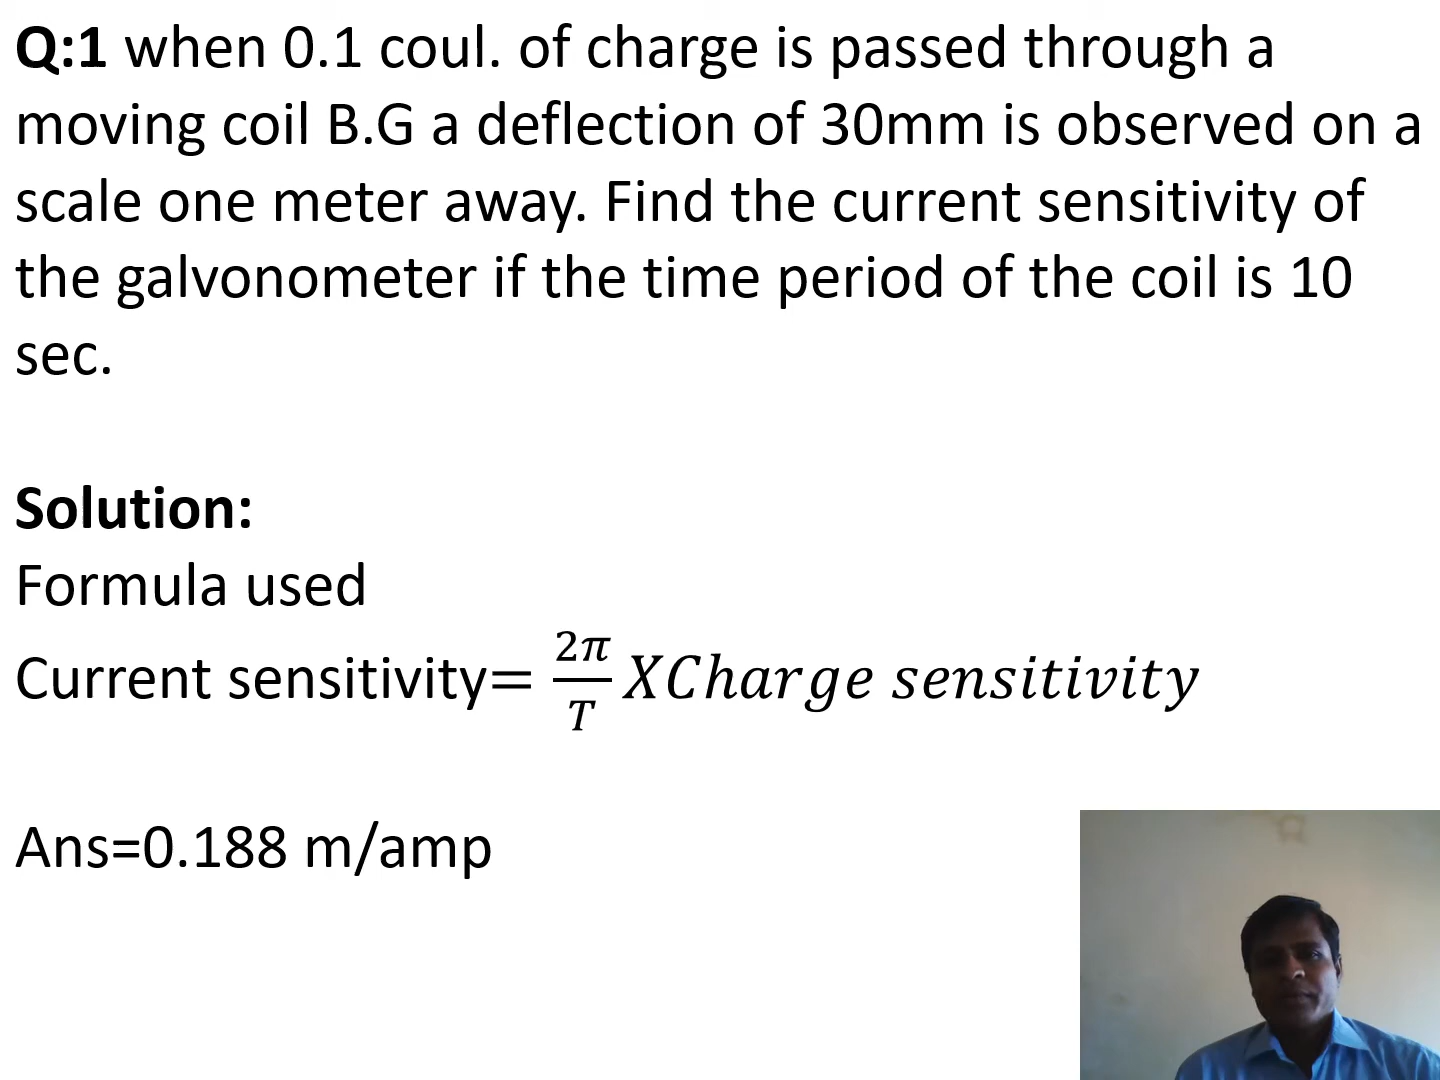 Q:1 when 0.1 coul. of charge is passed through a
moving coil B.G a deflection of 30mm is observed on a
scale one meter away. Find the current sensitivity of
the galvonometer if the time period of the coil is 10
sec.
Solution:
Formula used
Current sensitivity= 2π/T XCharge sensitivity
Ans=0.188 m/amp